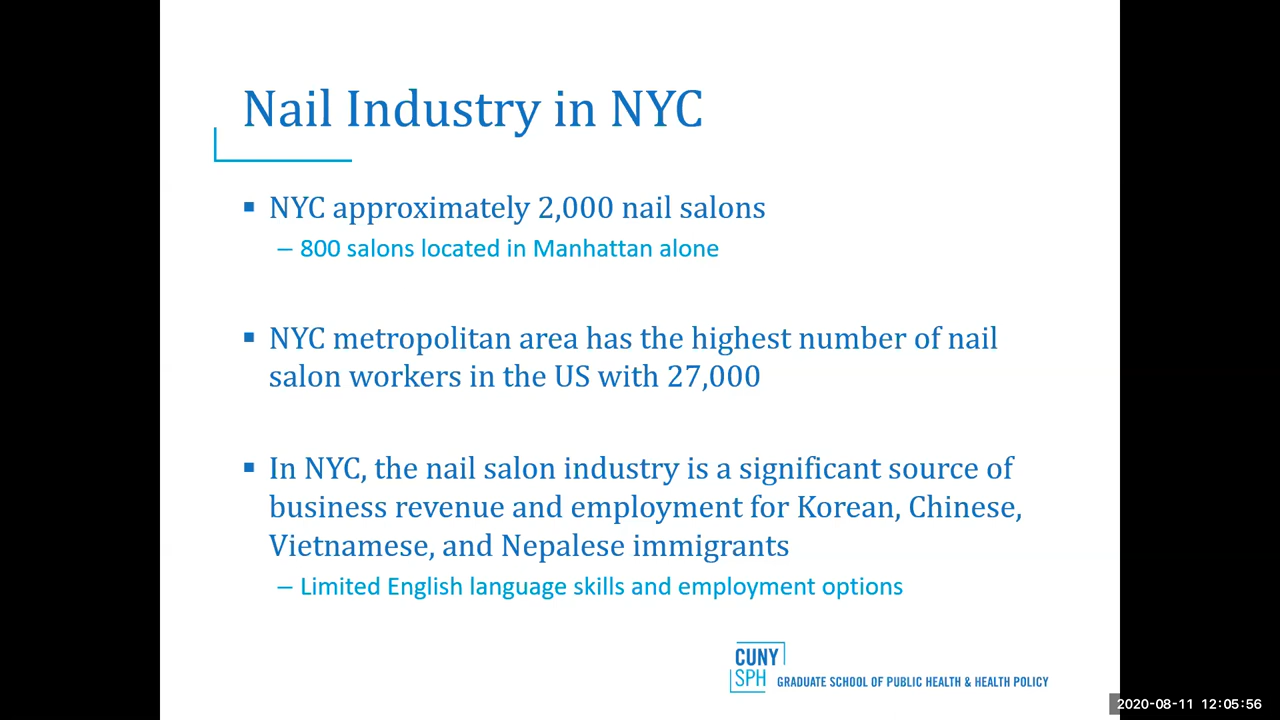 Nail Industry in NYC
▪ NYC approximately 2,000 nail salons
– 800 salons located in Manhattan alone
▪ NYC metropolitan area has the highest number of nail
salon workers in the US with 27,000
▪ In NYC, the nail salon industry is a significant source of
business revenue and employment for Korean, Chinese,
Vietnamese, and Nepalese immigrants
– Limited English language skills and employment options
CUNY
SPH GRADUATE SCHOOL OF PUBLIC HEALTH & HEALTH POLICY
2020-08-11 12:05:56